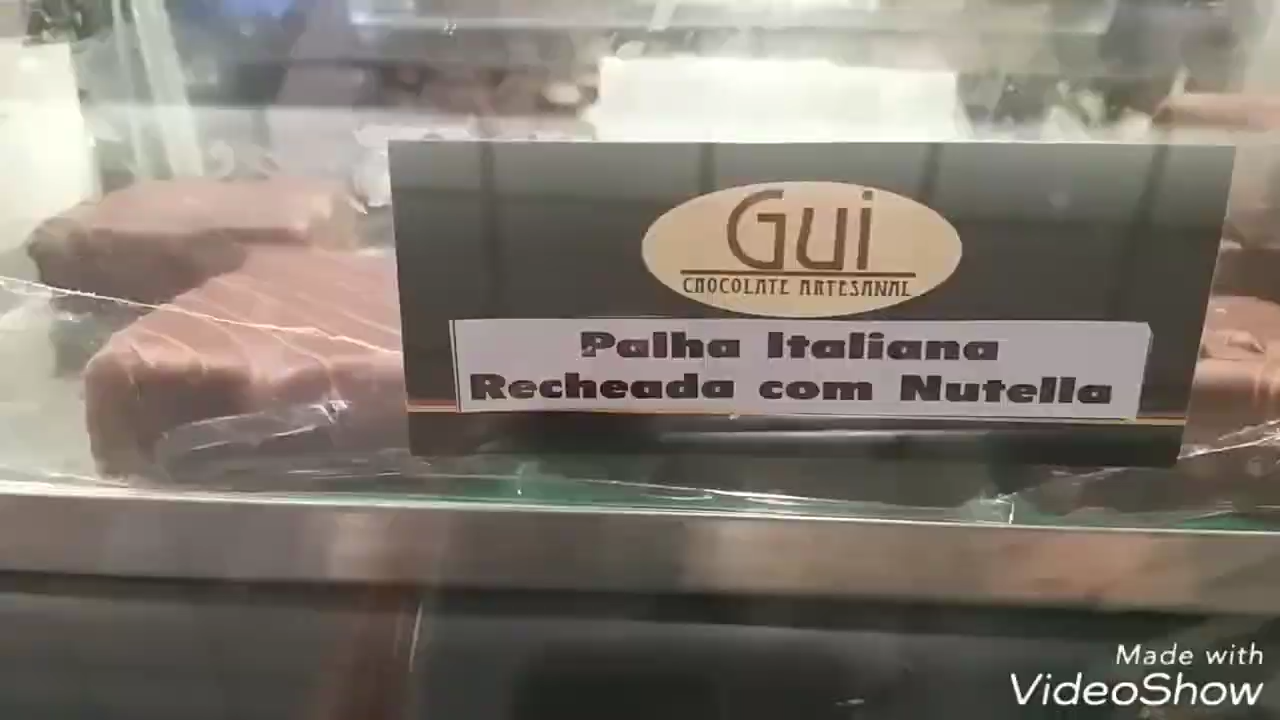 Gui
CHOCOLATE ARTESANAL
Palha Italiana
Recheada com Nutella
Made with
VideoShow